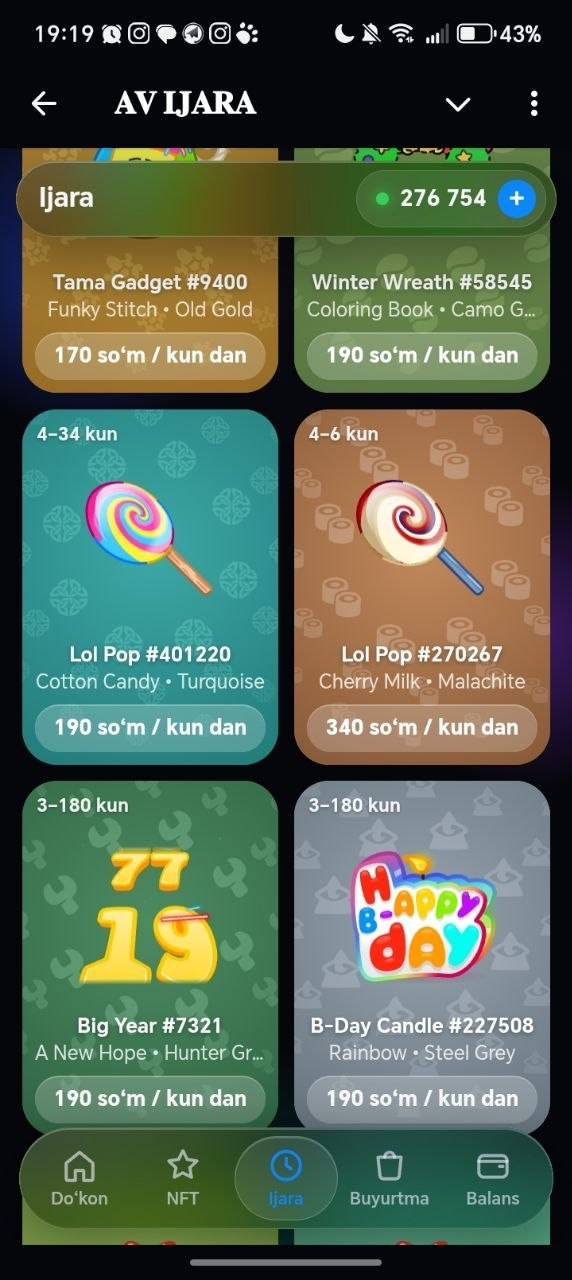 19:19
43%
AV IJARA
Ijara
276 754
Tama Gadget #9400
Funky Stitch • Old Gold
170 so‘m / kun dan
Winter Wreath #58545
Coloring Book • Camo G...
190 so‘m / kun dan
4–34 kun
Lol Pop #401220
Cotton Candy • Turquoise
190 so‘m / kun dan
4–6 kun
Lol Pop #270267
Cherry Milk • Malachite
340 so‘m / kun dan
3–180 kun
77
19
Big Year #7321
A New Hope • Hunter Gr...
190 so‘m / kun dan
3–180 kun
HAPPY
B-
dAY
B-Day Candle #227508
Rainbow • Steel Grey
190 so‘m / kun dan
Do‘kon
NFT
Ijara
Buyurtma
Balans